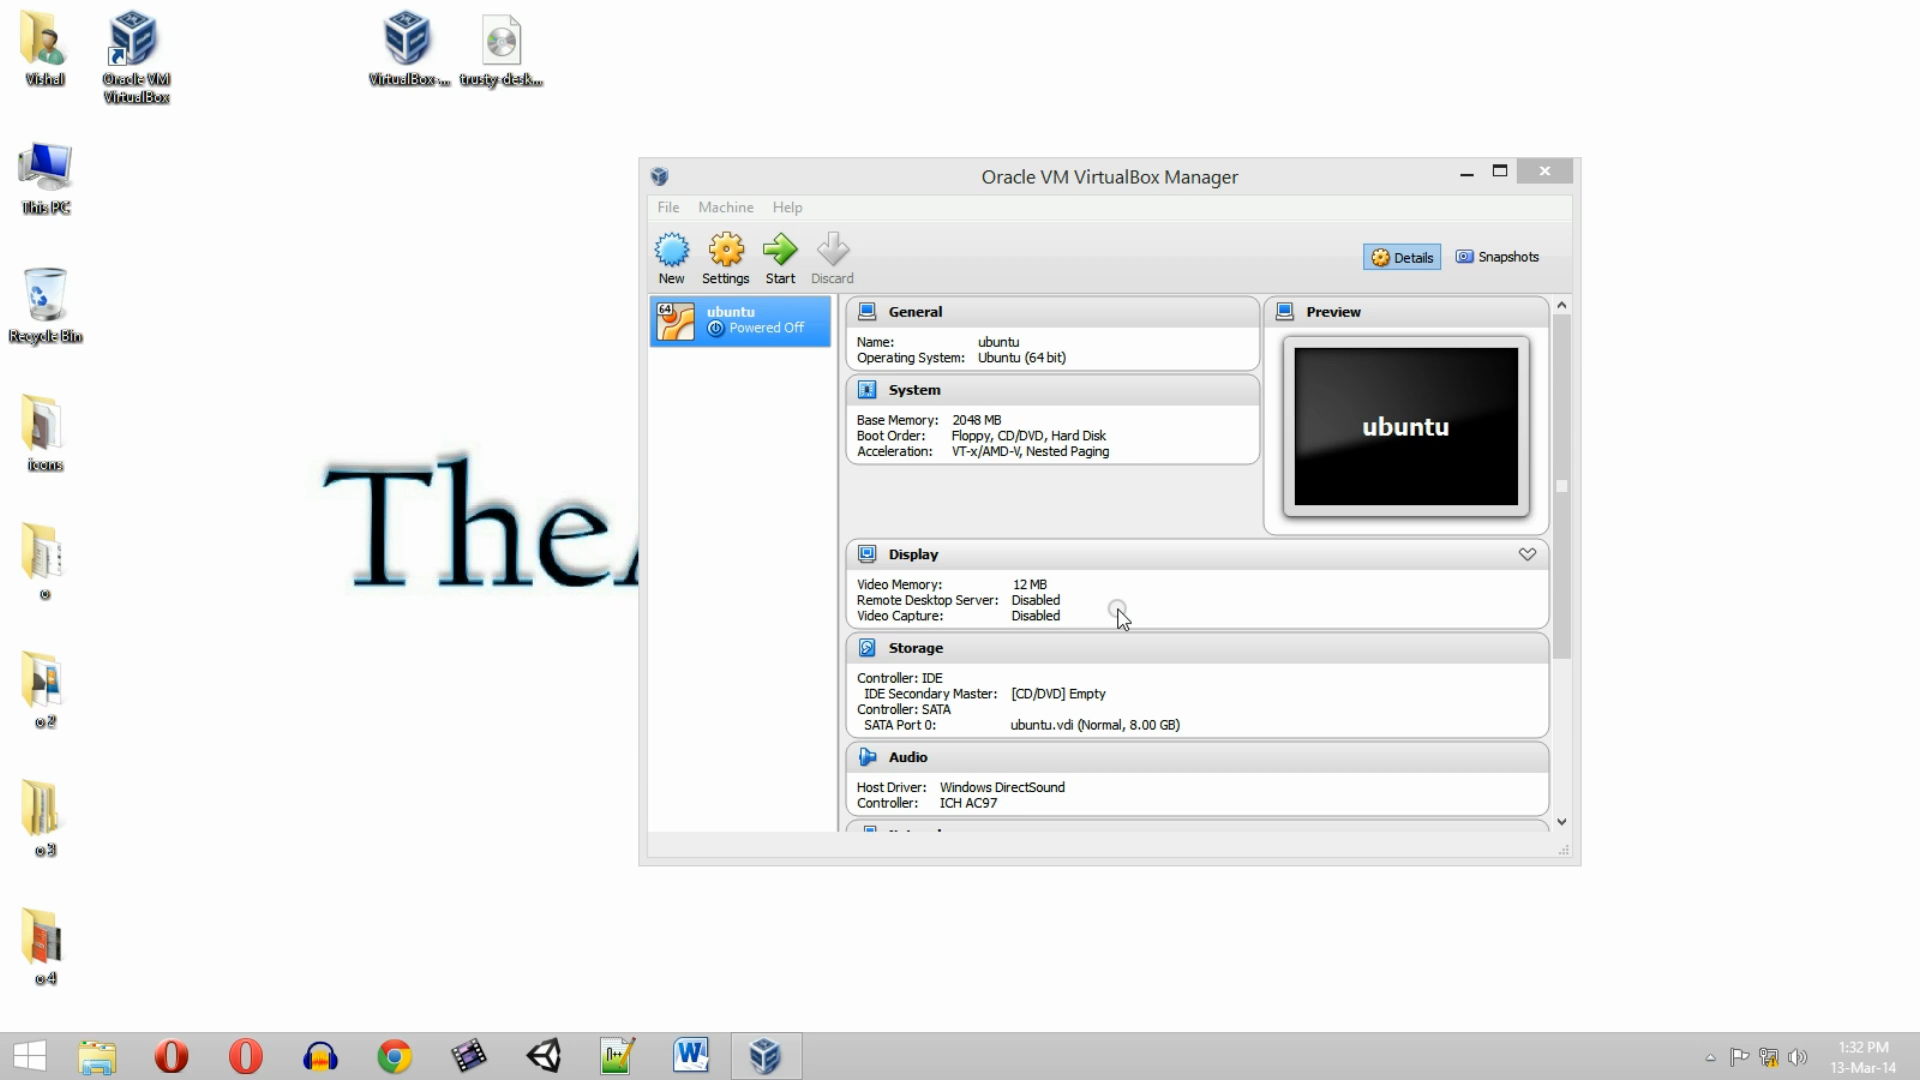 Vishal
Oracle VM
VirtualBox
VirtualBox-...
trusty-desk...
This PC
Recycle Bin
icons
o
o2
o3
o4
The
Oracle VM VirtualBox Manager
File Machine Help
New Settings Start Discard
Details Snapshots
64
ubuntu
Powered Off
General
Name: ubuntu
Operating System: Ubuntu (64 bit)
System
Base Memory: 2048 MB
Boot Order: Floppy, CD/DVD, Hard Disk
Acceleration: VT-x/AMD-V, Nested Paging
Preview
ubuntu
Display
Video Memory: 12 MB
Remote Desktop Server: Disabled
Video Capture: Disabled
Storage
Controller: IDE
IDE Secondary Master: [CD/DVD] Empty
Controller: SATA
SATA Port 0: ubuntu.vdi (Normal, 8.00 GB)
Audio
Host Driver: Windows DirectSound
Controller: ICH AC97
1:32 PM
13-Mar-14